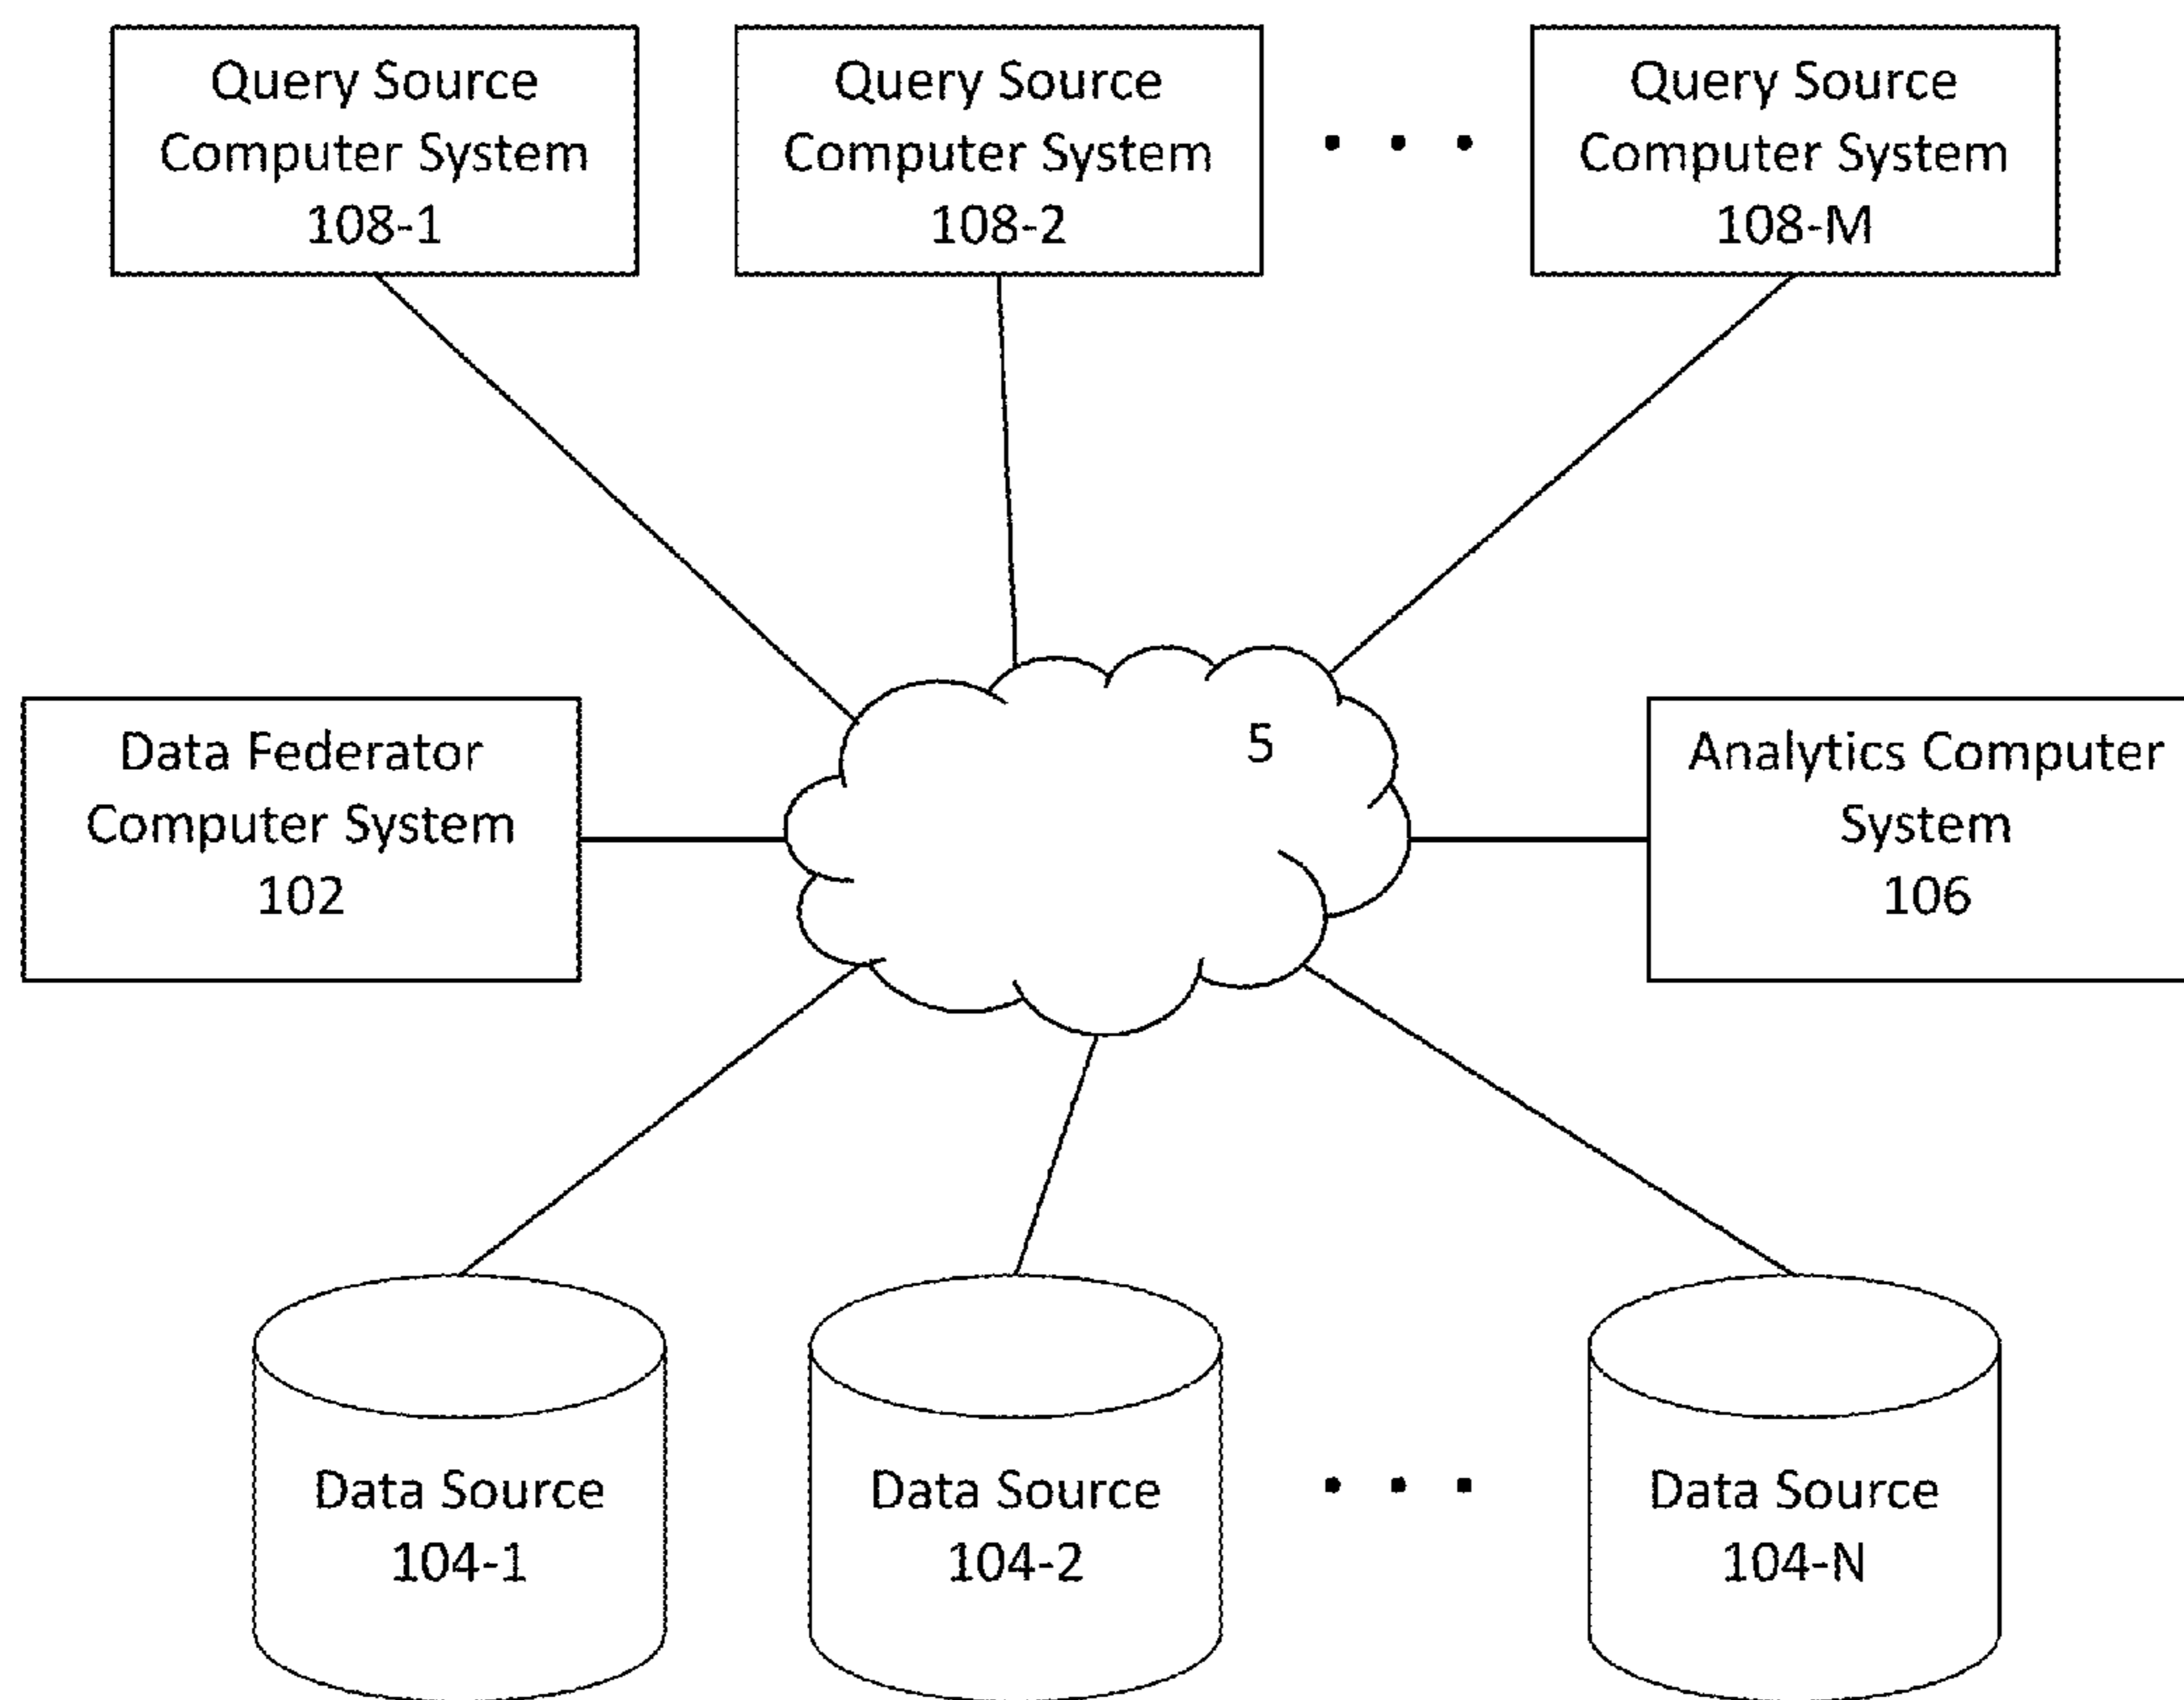 Query Source
Computer System
108-1
Query Source
Computer System
108-2
. . .
Query Source
Computer System
108-M
Data Federator
Computer System
102
5
Analytics Computer
System
106
Data Source
104-1
Data Source
104-2
. . .
Data Source
104-N